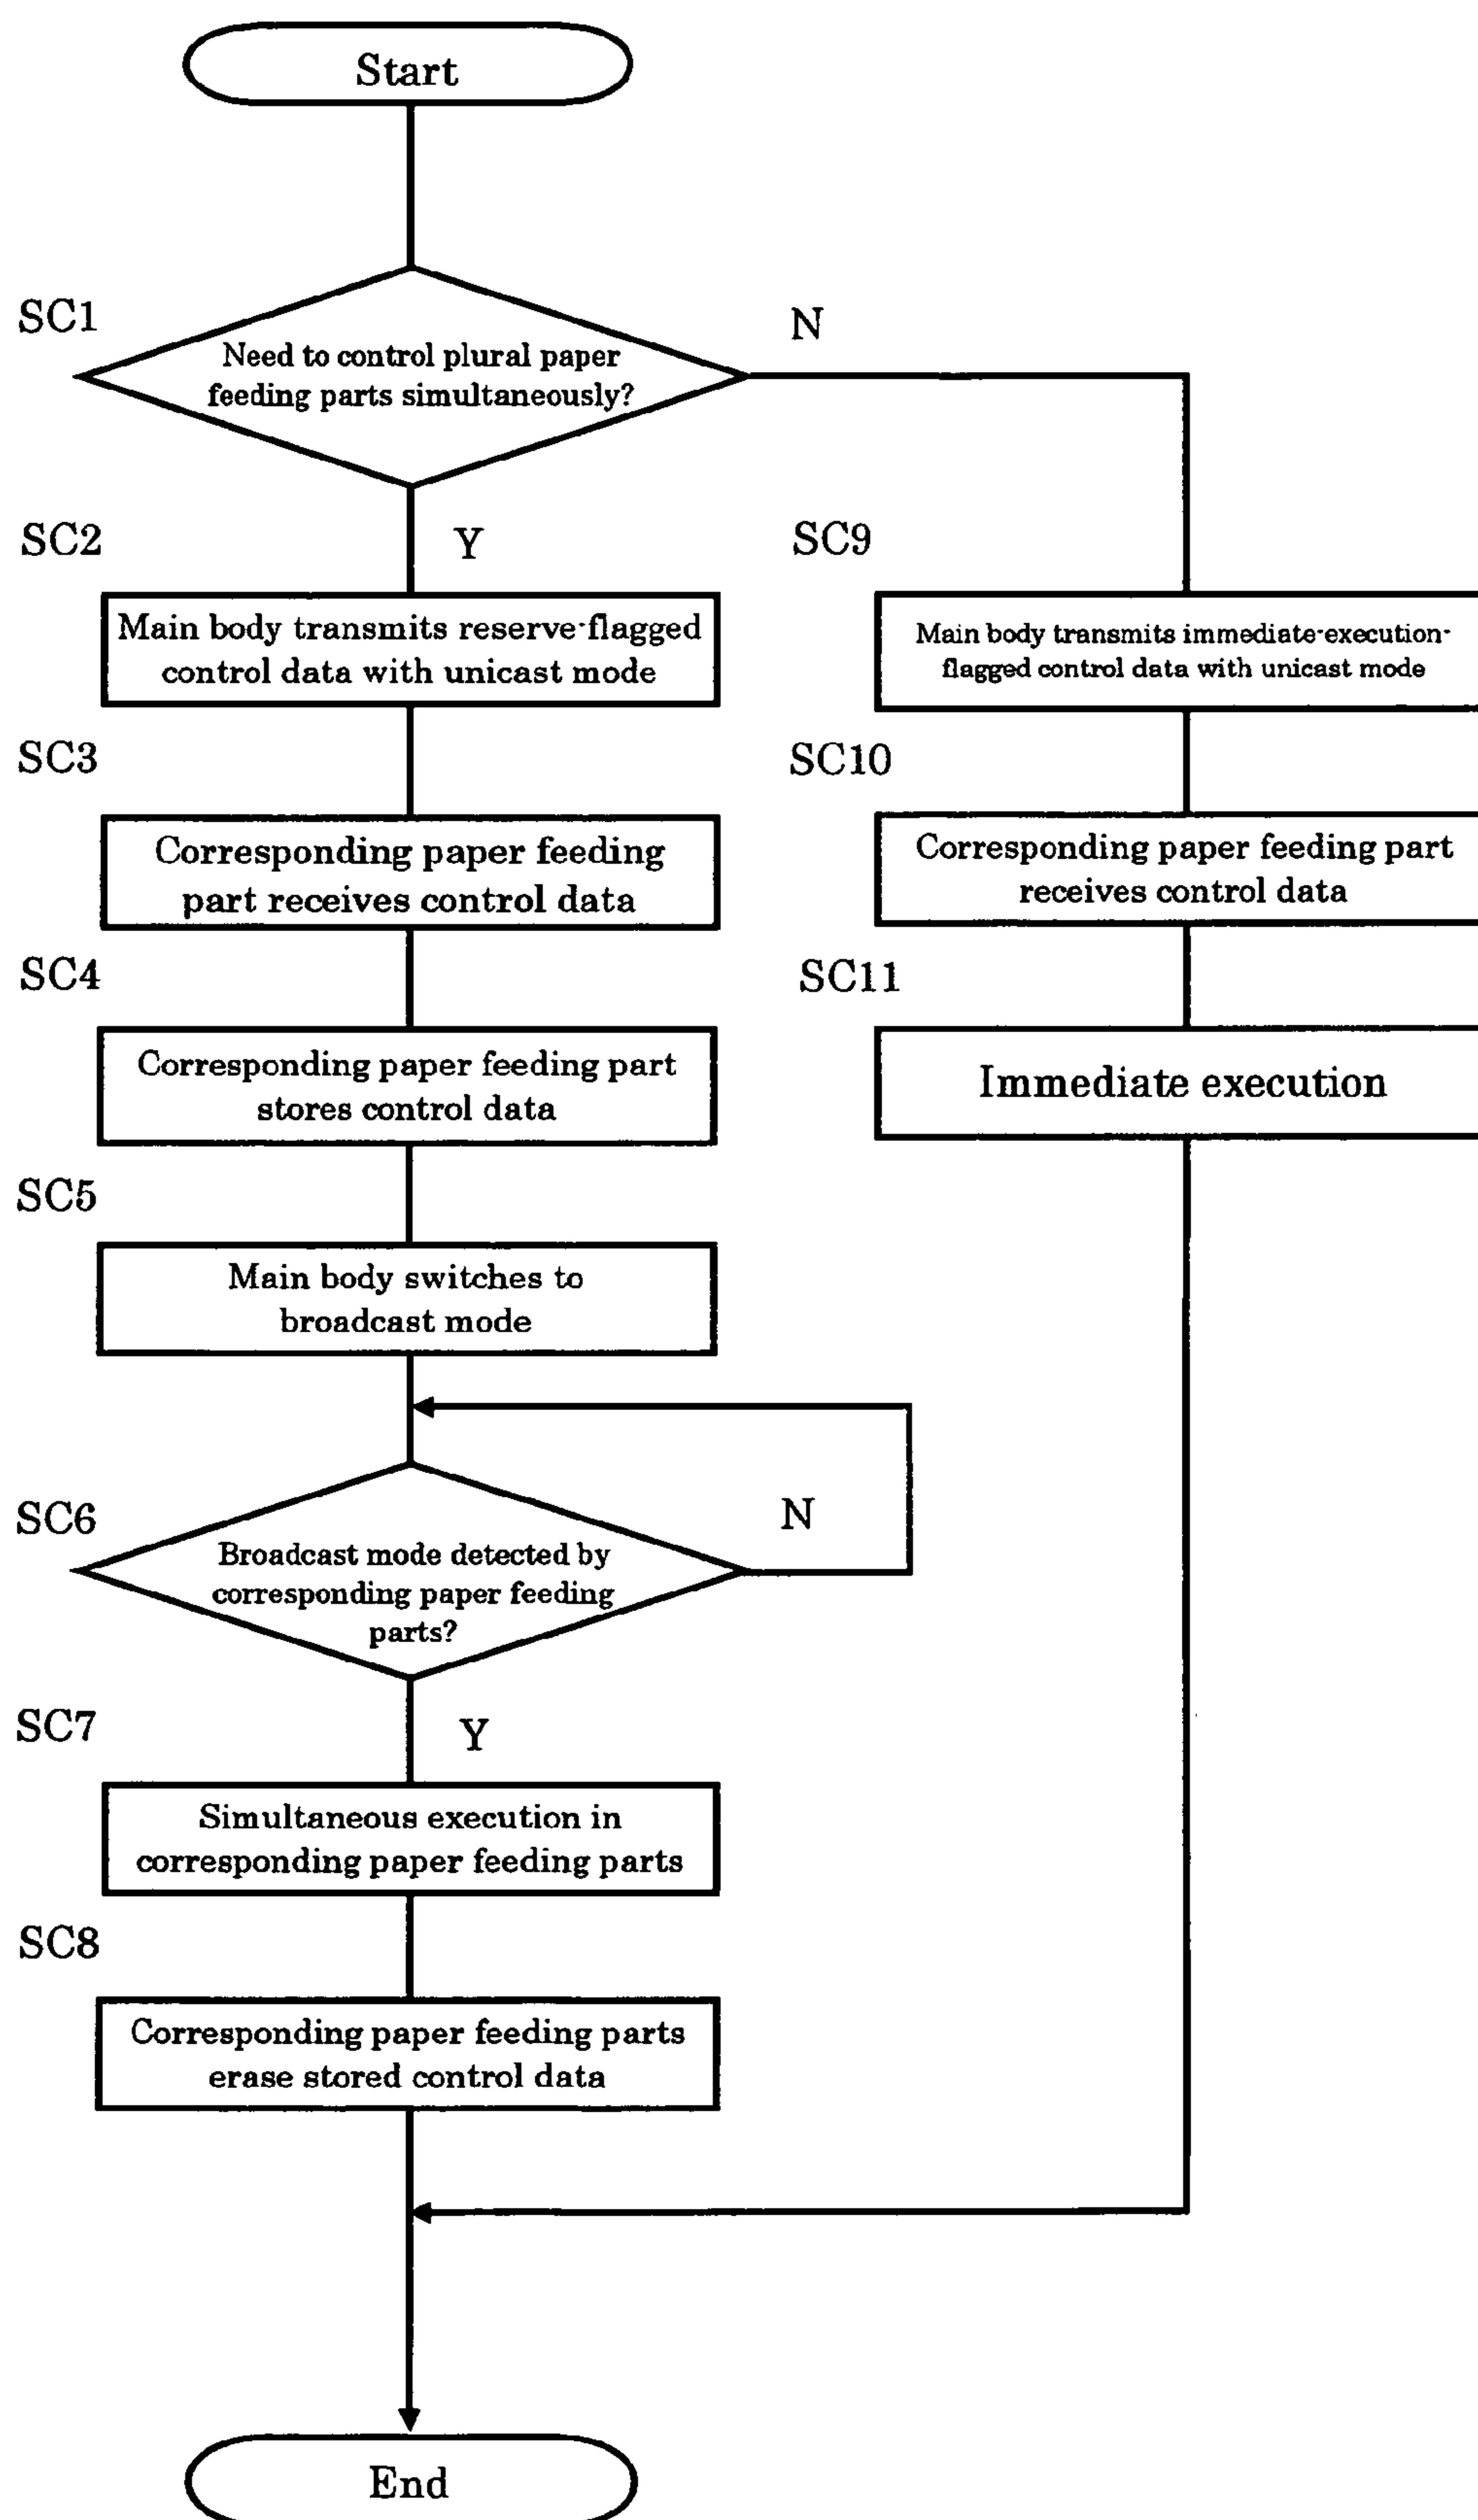 Start
SC1
N
Need to control plural paper
feeding parts simultaneously?
SC2
Y
SC9
Main body transmits reserve-flagged
control data with unicast mode
Main body transmits immediate-execution-
flagged control data with unicast mode
SC3
SC10
Corresponding paper feeding
part receives control data
Corresponding paper feeding part
receives control data
SC4
SC11
Corresponding paper feeding part
stores control data
Immediate execution
SC5
Main body switches to
broadcast mode
SC6
N
Broadcast mode detected by
corresponding paper feeding
parts?
SC7
Y
Simultaneous execution in
corresponding paper feeding parts
SC8
Corresponding paper feeding parts
erase stored control data
End